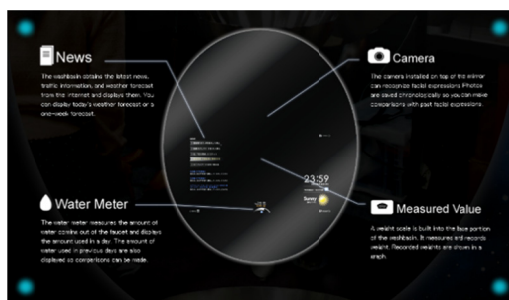 News
The washbasin obtains the latest news,
traffic information, and weather forecast
from the internet and displays them. You
can display today's weather forecast or a
one-week forecast.
Camera
The camera installed on top of the mirror
can recognize facial expressions Photos
are saved chronologically so you can make
comparisons with past facial expressions.
23:59
Sunny
Water Meter
The water meter measures the amount of
water coming out of the faucet and displays
the amount used in a day. The amount of
water used in previous days are also
displayed so comparisons can be made.
Measured Value
A weight scale is built into the base portion
of the washbasin. It measures and records
weight. Recorded weights are shown in a
graph.